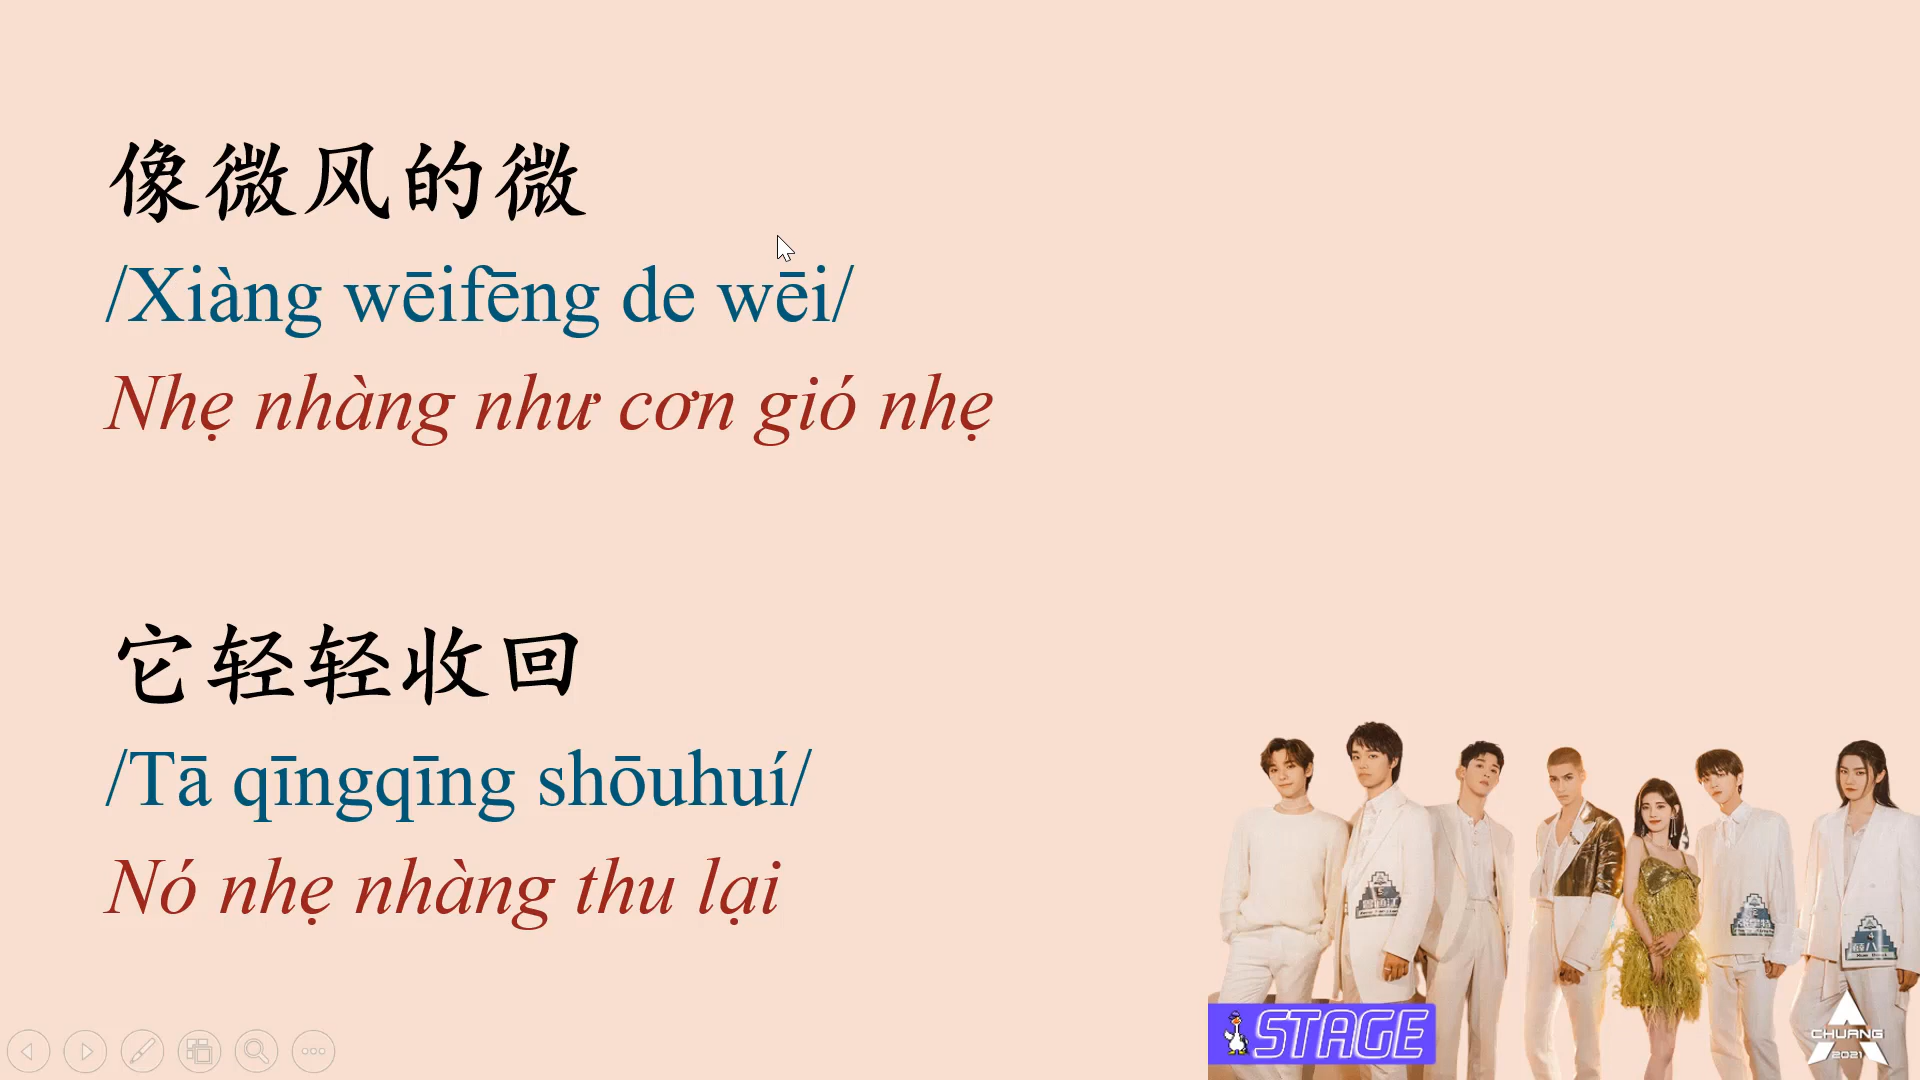 像微风的微
/Xiàng wēifēng de wēi/
Nhẹ nhàng như cơn gió nhẹ
它轻轻收回
/Tā qīngqīng shōuhuí/
Nó nhẹ nhàng thu lại
STAGE
CHUANG
2021